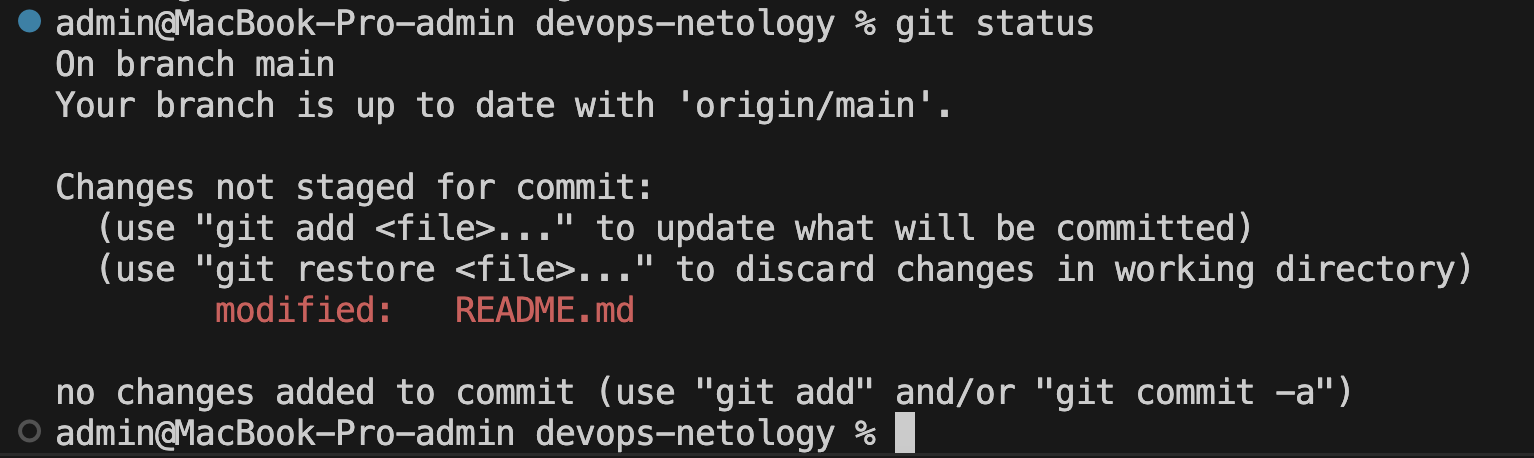 admin@MacBook-Pro-admin devops-netology % git status
On branch main
Your branch is up to date with 'origin/main'.

Changes not staged for commit:
  (use "git add <file>..." to update what will be committed)
  (use "git restore <file>..." to discard changes in working directory)
        modified:   README.md

no changes added to commit (use "git add" and/or "git commit -a")
admin@MacBook-Pro-admin devops-netology %